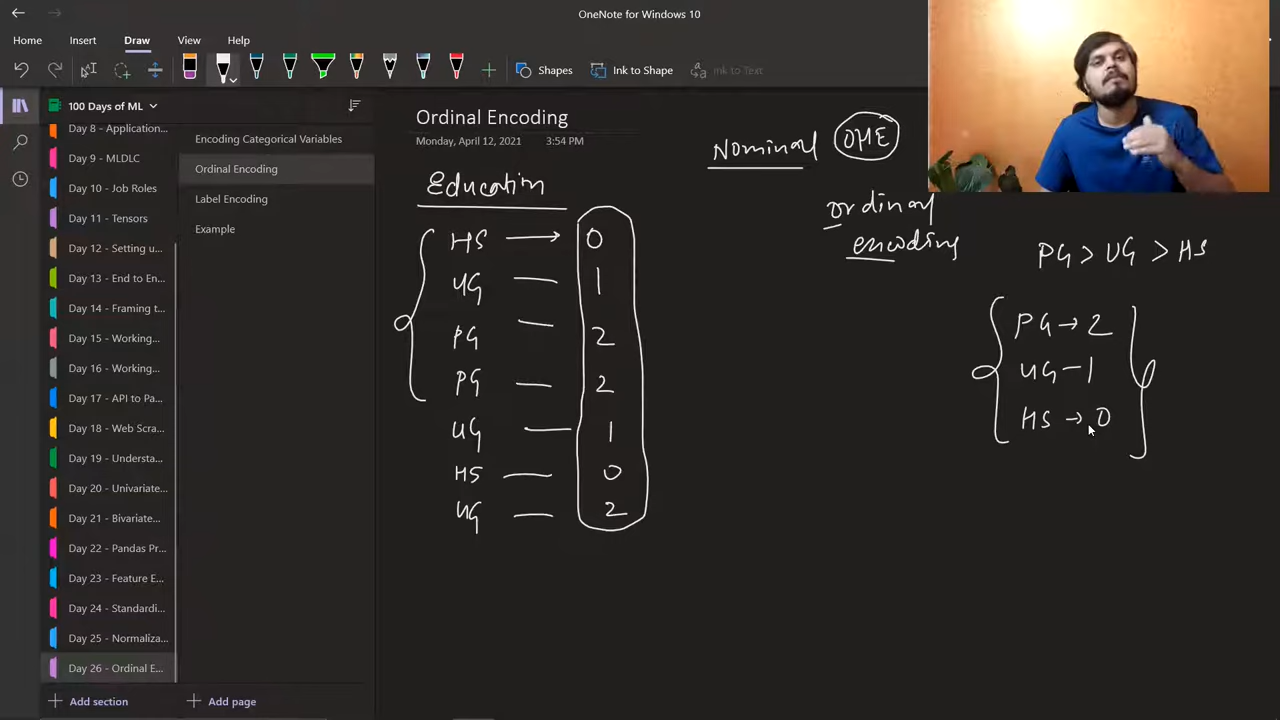 OneNote for Windows 10
Home Insert Draw View Help
Shapes Ink to Shape Ink to Text
100 Days of ML
Day 8 - Application...
Day 9 - MLDLC
Day 10 - Job Roles
Day 11 - Tensors
Day 12 - Setting u...
Day 13 - End to En...
Day 14 - Framing t...
Day 15 - Working...
Day 16 - Working...
Day 17 - API to Pa...
Day 18 - Web Scra...
Day 19 - Understa...
Day 20 - Univariate...
Day 21 - Bivariate...
Day 22 - Pandas Pr...
Day 23 - Feature E...
Day 24 - Standardi...
Day 25 - Normaliza...
Day 26 - Ordinal E...
Add section
Encoding Categorical Variables
Ordinal Encoding
Label Encoding
Example
Add page
Ordinal Encoding
Monday, April 12, 2021 3:54 PM
Education
HS → 0
UG — 1
PG — 2
PG — 2
UG — 1
HS — 0
UG — 2
Nominal OHE
ordinal
encoding
PG > UG > HS
PG → 2
UG - 1
HS → 0